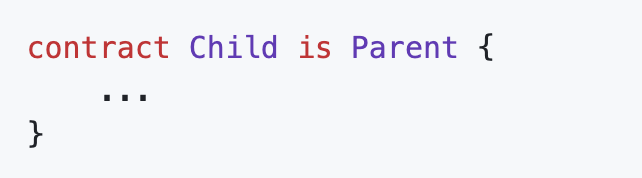 contract Child is Parent {
    ...
}